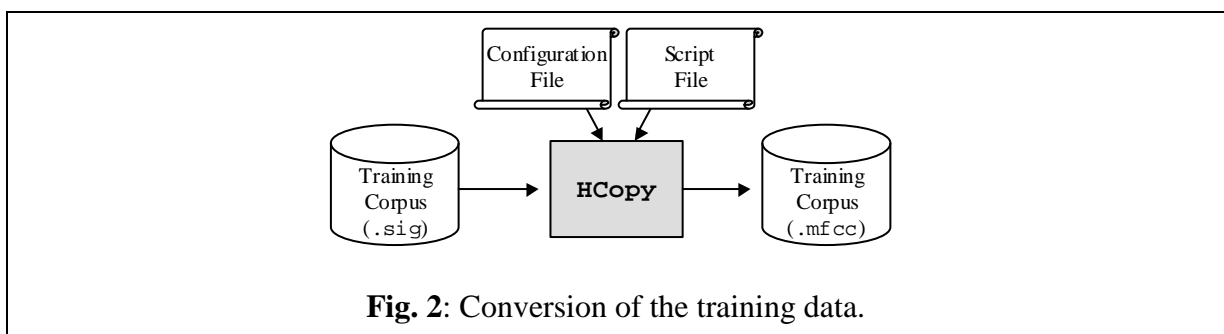 Configuration
File
Script
File
Training
Corpus
(.sig)
HCopy
Training
Corpus
(.mfcc)
Fig. 2: Conversion of the training data.